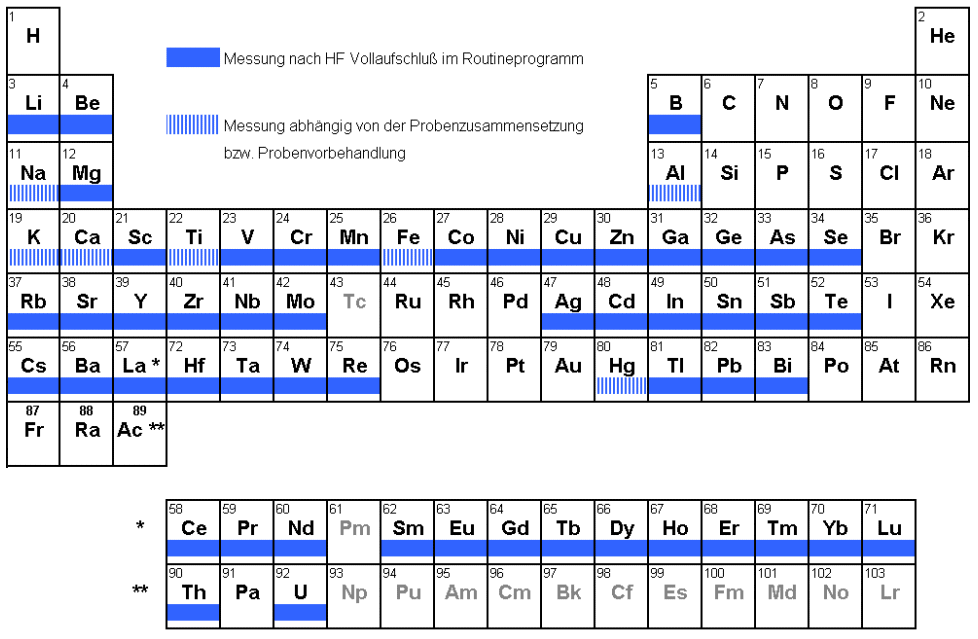 1 2
H He
Messung nach HF Vollaufschluß im Routineprogramm
3 4 5 6 7 8 9 10
Li Be B C N O F Ne
Messung abhängig von der Probenzusammensetzung
bzw. Probenvorbehandlung
11 12 13 14 15 16 17 18
Na Mg Al Si P S Cl Ar
19 20 21 22 23 24 25 26 27 28 29 30 31 32 33 34 35 36
K Ca Sc Ti V Cr Mn Fe Co Ni Cu Zn Ga Ge As Se Br Kr
37 38 39 40 41 42 43 44 45 46 47 48 49 50 51 52 53 54
Rb Sr Y Zr Nb Mo Tc Ru Rh Pd Ag Cd In Sn Sb Te I Xe
55 56 57 72 73 74 75 76 77 78 79 80 81 82 83 84 85 86
Cs Ba La * Hf Ta W Re Os Ir Pt Au Hg Tl Pb Bi Po At Rn
87 88 89
Fr Ra Ac **
58 59 60 61 62 63 64 65 66 67 68 69 70 71
* Ce Pr Nd Pm Sm Eu Gd Tb Dy Ho Er Tm Yb Lu
90 91 92 93 94 95 96 97 98 99 100 101 102 103
** Th Pa U Np Pu Am Cm Bk Cf Es Fm Md No Lr